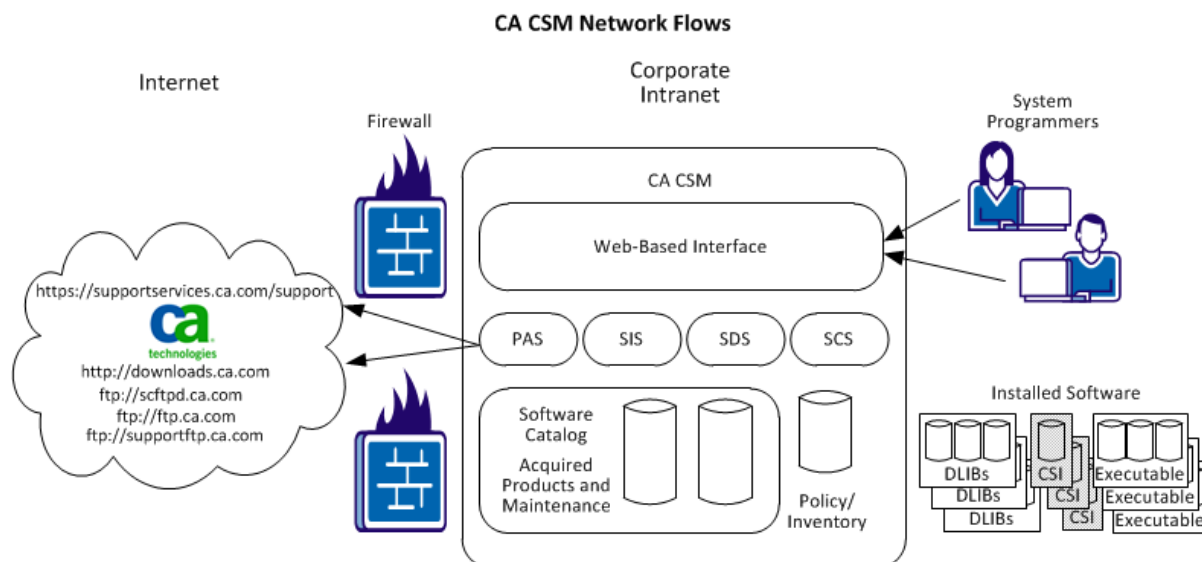 CA CSM Network Flows
Internet
Corporate
Intranet
Firewall
System
Programmers
CA CSM
Web-Based Interface
https://supportservices.ca.com/support
ca
technologies
http://downloads.ca.com
ftp://scftpd.ca.com
ftp://ftp.ca.com
ftp://supportftp.ca.com
PAS
SIS
SDS
SCS
Software
Catalog
Acquired
Products and
Maintenance
Policy/
Inventory
Installed Software
DLIBs
DLIBs
DLIBs
CSI
CSI
CSI
Executable
Executable
Executable